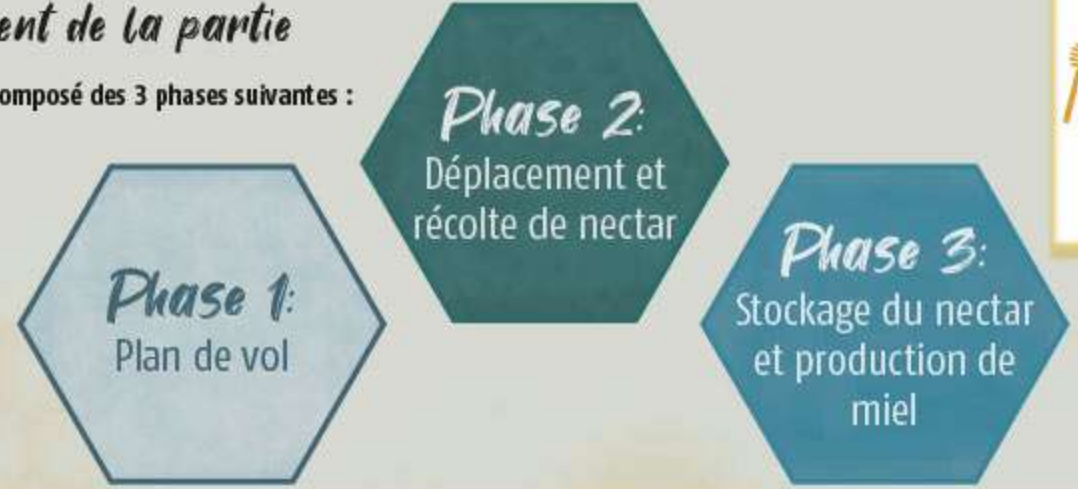 ent de la partie
omposé des 3 phases suivantes :
Phase 1:
Plan de vol
Phase 2:
Déplacement et
récolte de nectar
Phase 3:
Stockage du nectar
et production de
miel